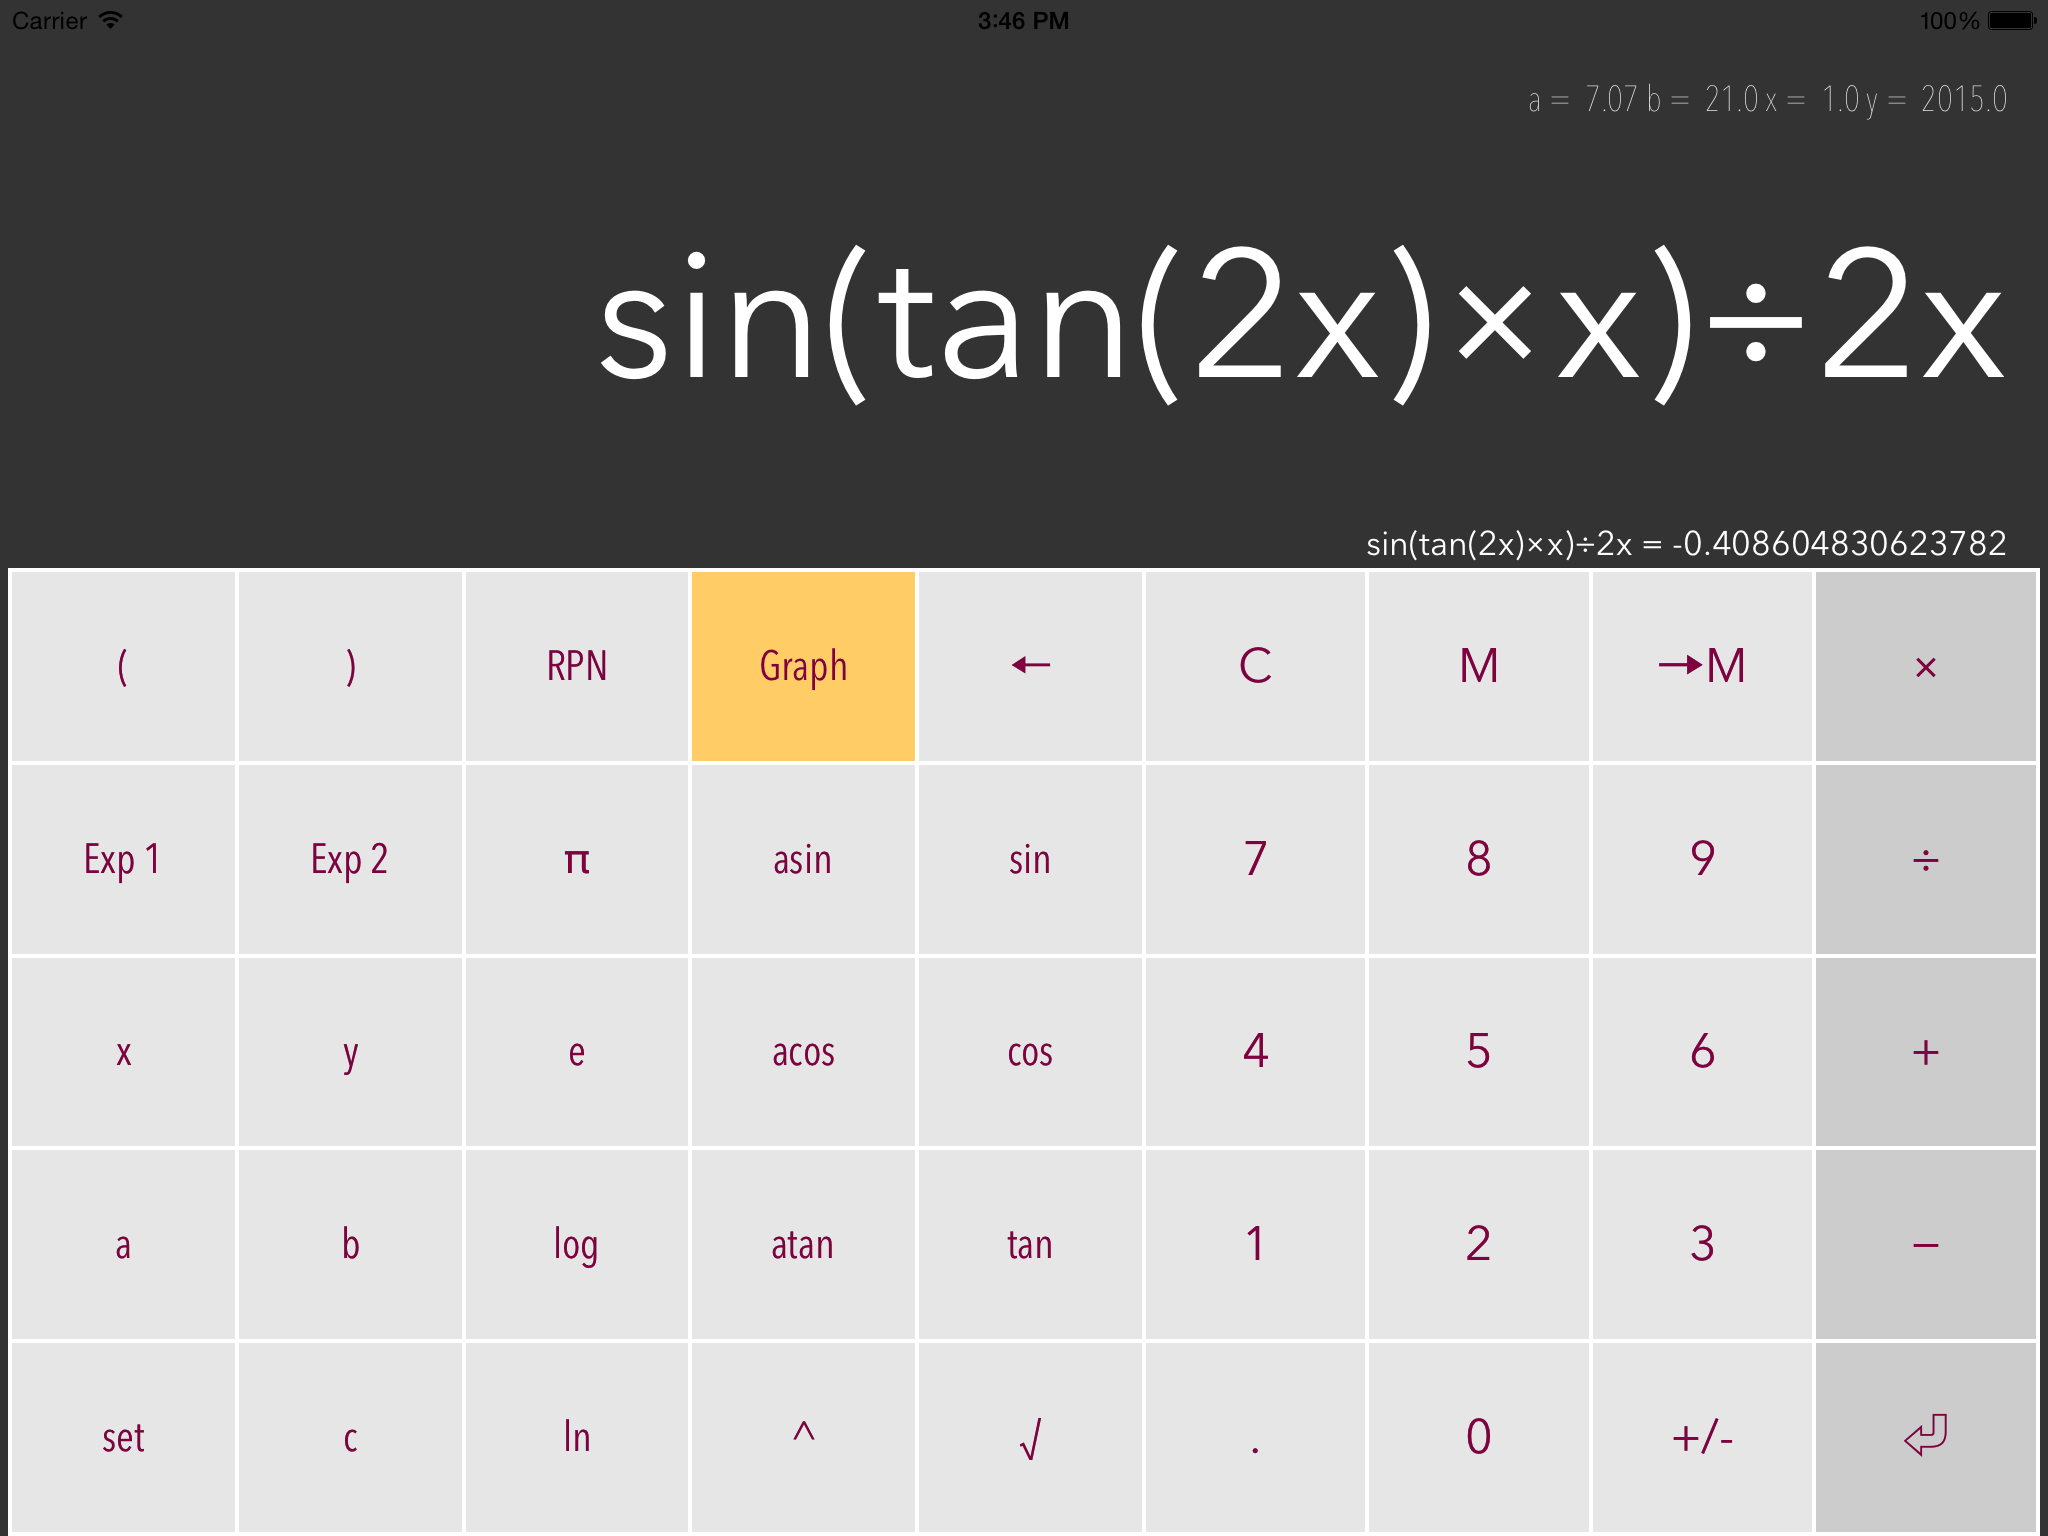 Carrier 3:46 PM 100%
a = 7.07 b = 21.0 x = 1.0 y = 2015.0
sin(tan(2x)×x)÷2x
sin(tan(2x)×x)÷2x = -0.408604830623782
( ) RPN Graph ← C M →M ×
Exp 1 Exp 2 π asin sin 7 8 9 ÷
x y e acos cos 4 5 6 +
a b log atan tan 1 2 3 −
set c ln ^ √ . 0 +/-